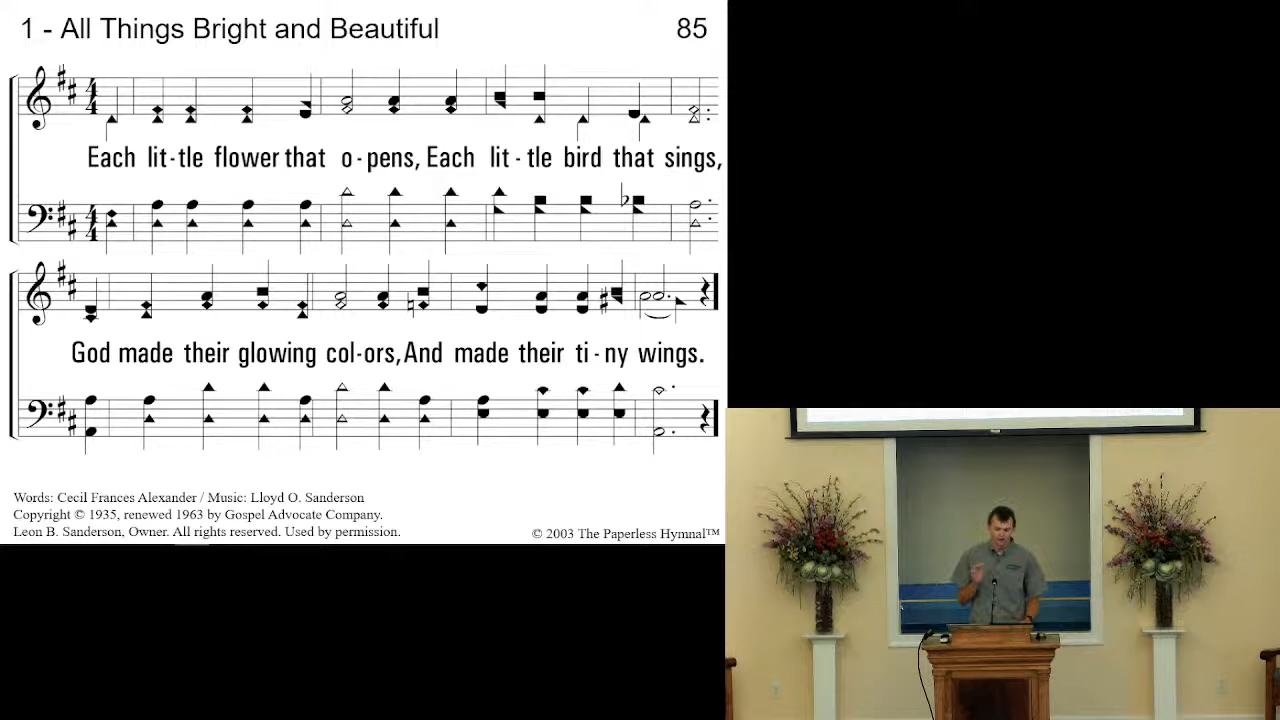 1 - All Things Bright and Beautiful 85
Each lit-tle flower that o-pens, Each lit-tle bird that sings,
God made their glowing col-ors, And made their ti-ny wings.
Words: Cecil Frances Alexander / Music: Lloyd O. Sanderson
Copyright © 1935, renewed 1963 by Gospel Advocate Company.
Leon B. Sanderson, Owner. All rights reserved. Used by permission.
© 2003 The Paperless Hymnal™